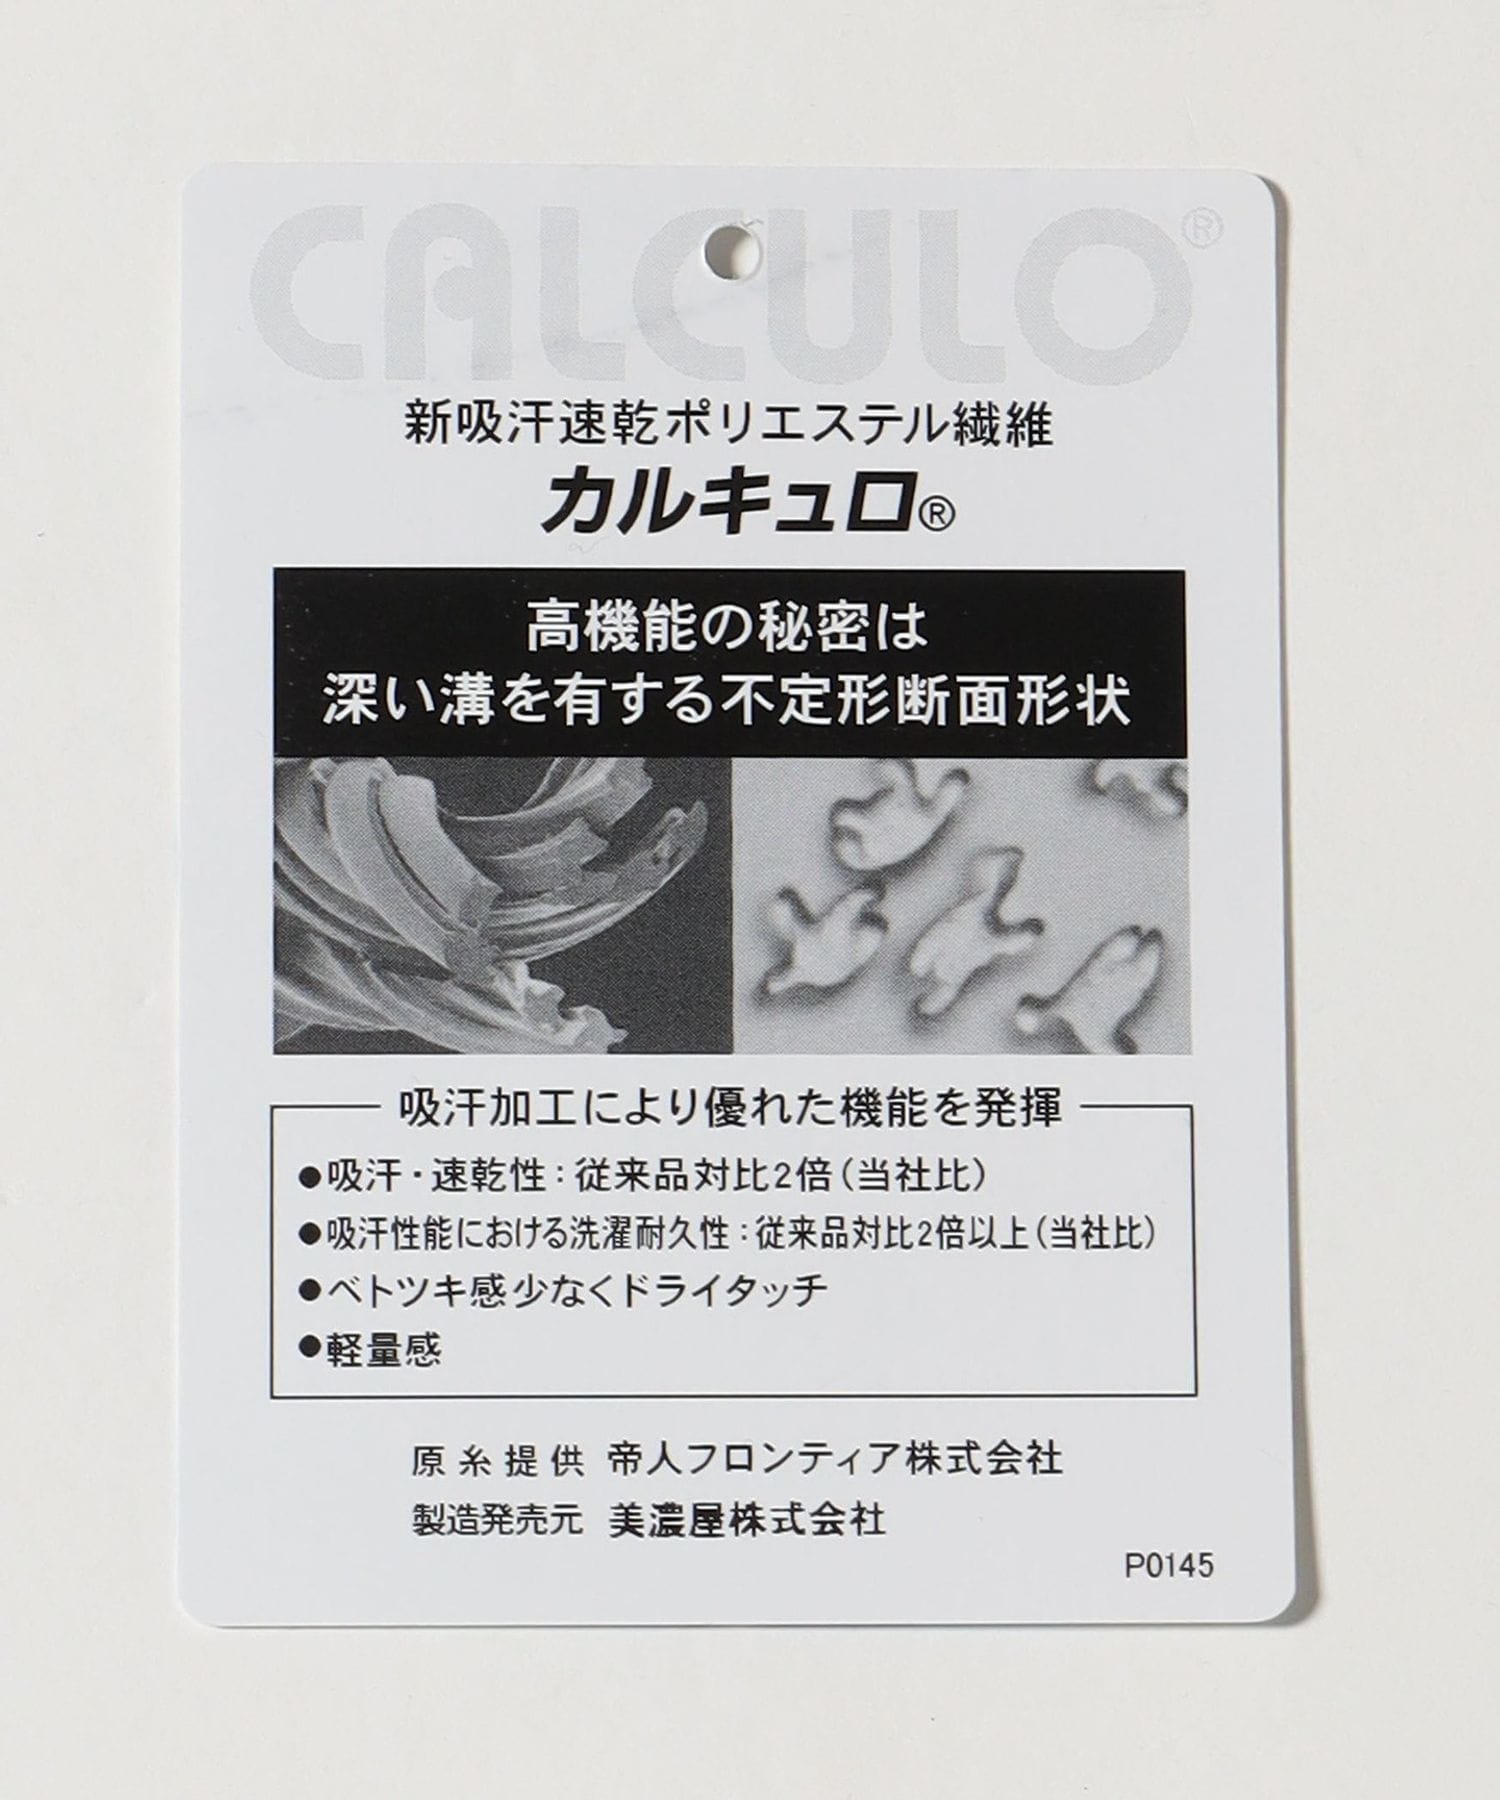 CALCULO®
新吸汗速乾ポリエステル繊維
カルキュロ®
高機能の秘密は
深い溝を有する不定形断面形状
吸汗加工により優れた機能を発揮
●吸汗・速乾性：従来品対比2倍（当社比）
●吸汗性能における洗濯耐久性：従来品対比2倍以上（当社比）
●ベトツキ感少なくドライタッチ
●軽量感
原糸提供 帝人フロンティア株式会社
製造発売元 美濃屋株式会社
P0145